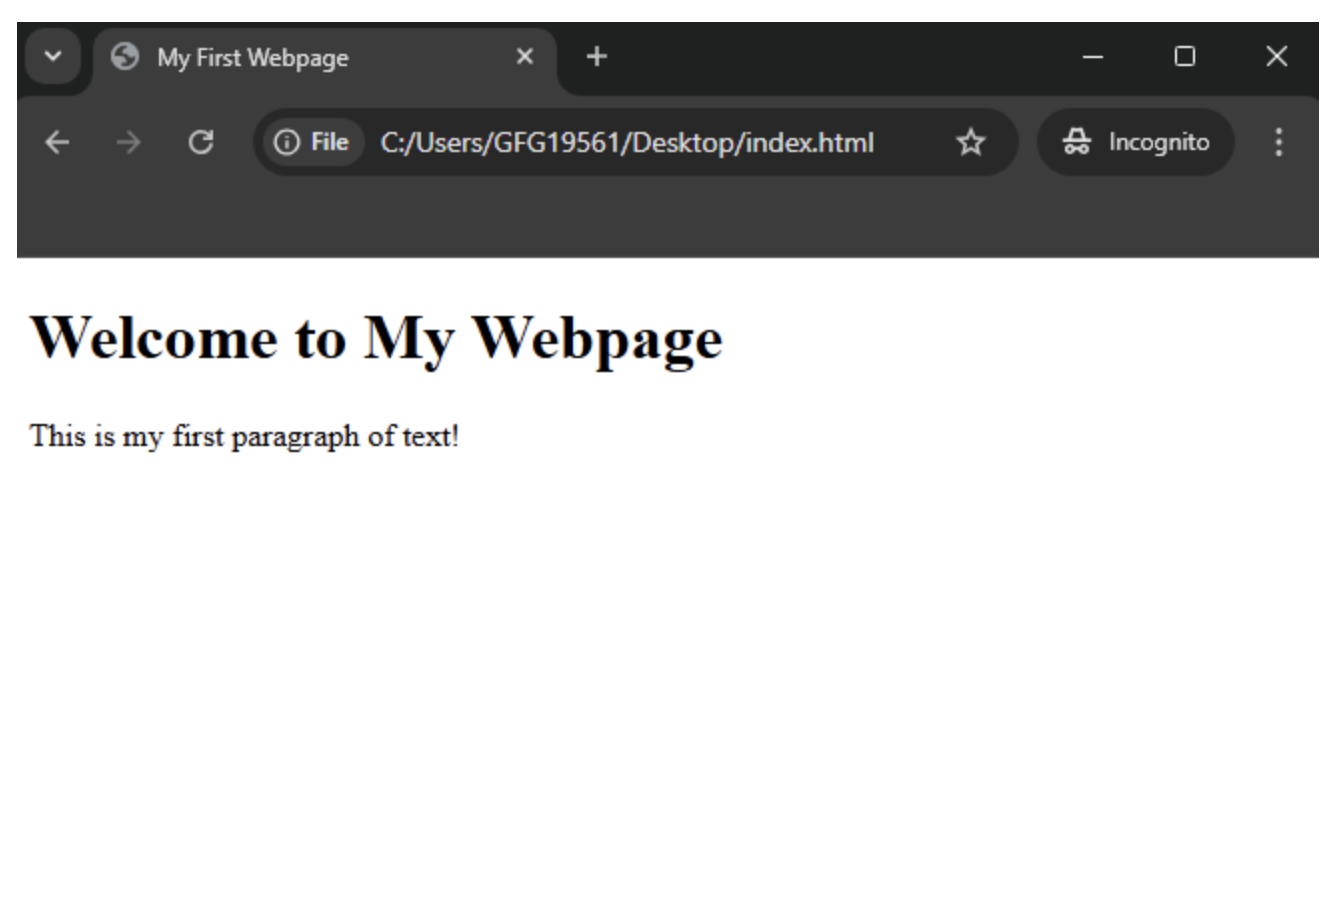 My First Webpage
File C:/Users/GFG19561/Desktop/index.html Incognito
Welcome to My Webpage
This is my first paragraph of text!